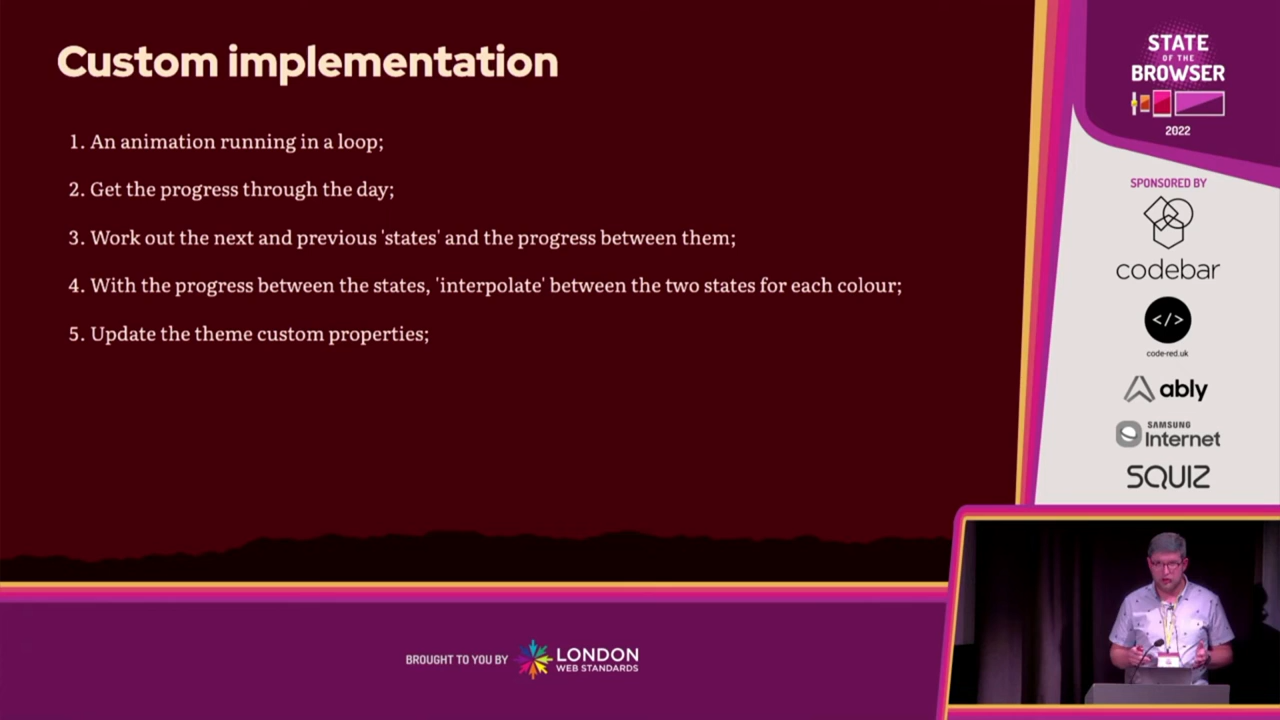 Custom implementation
1. An animation running in a loop;
2. Get the progress through the day;
3. Work out the next and previous 'states' and the progress between them;
4. With the progress between the states, 'interpolate' between the two states for each colour;
5. Update the theme custom properties;
STATE
OF THE
BROWSER
2022
SPONSORED BY
codebar
</>
code-red.uk
ably
SAMSUNG
Internet
SQUIZ
BROUGHT TO YOU BY
LONDON
WEB STANDARDS